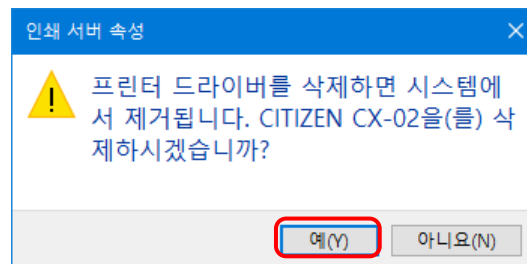 인쇄 서버 속성
프린터 드라이버를 삭제하면 시스템에
서 제거됩니다. CITIZEN CX-02을(를) 삭
제하시겠습니까?
예(Y) 아니요(N)